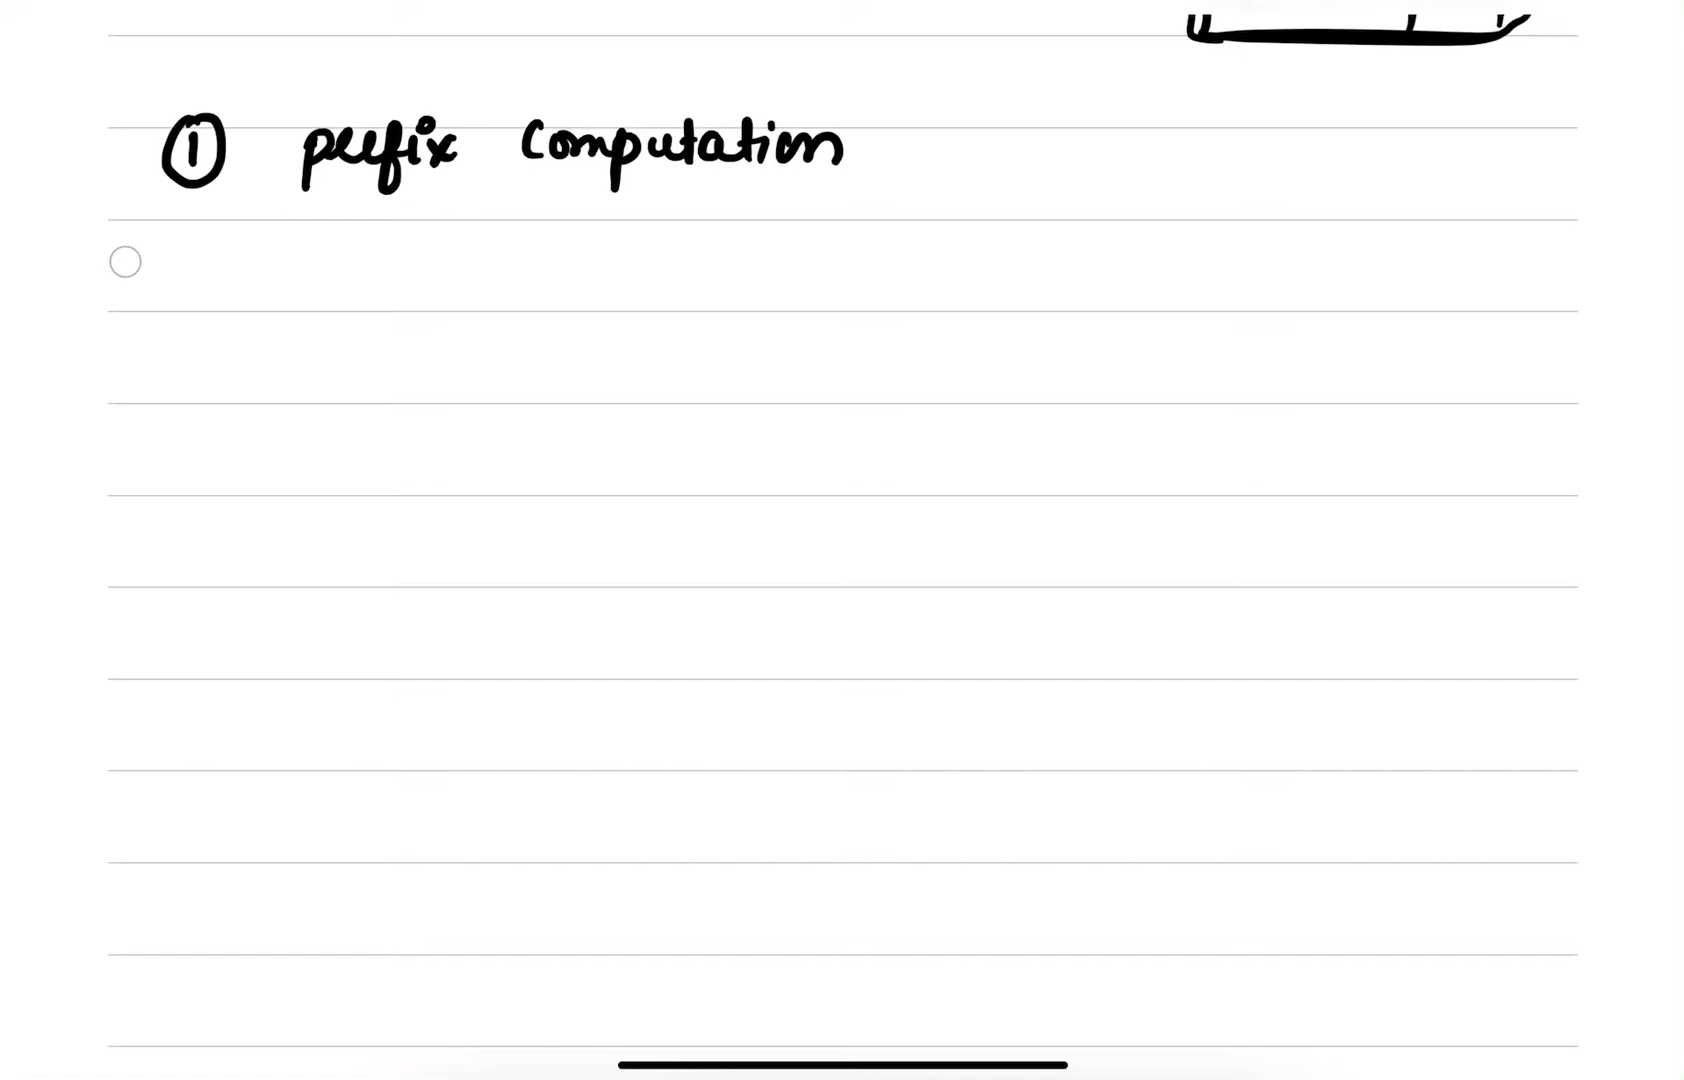 ① prefix Computation